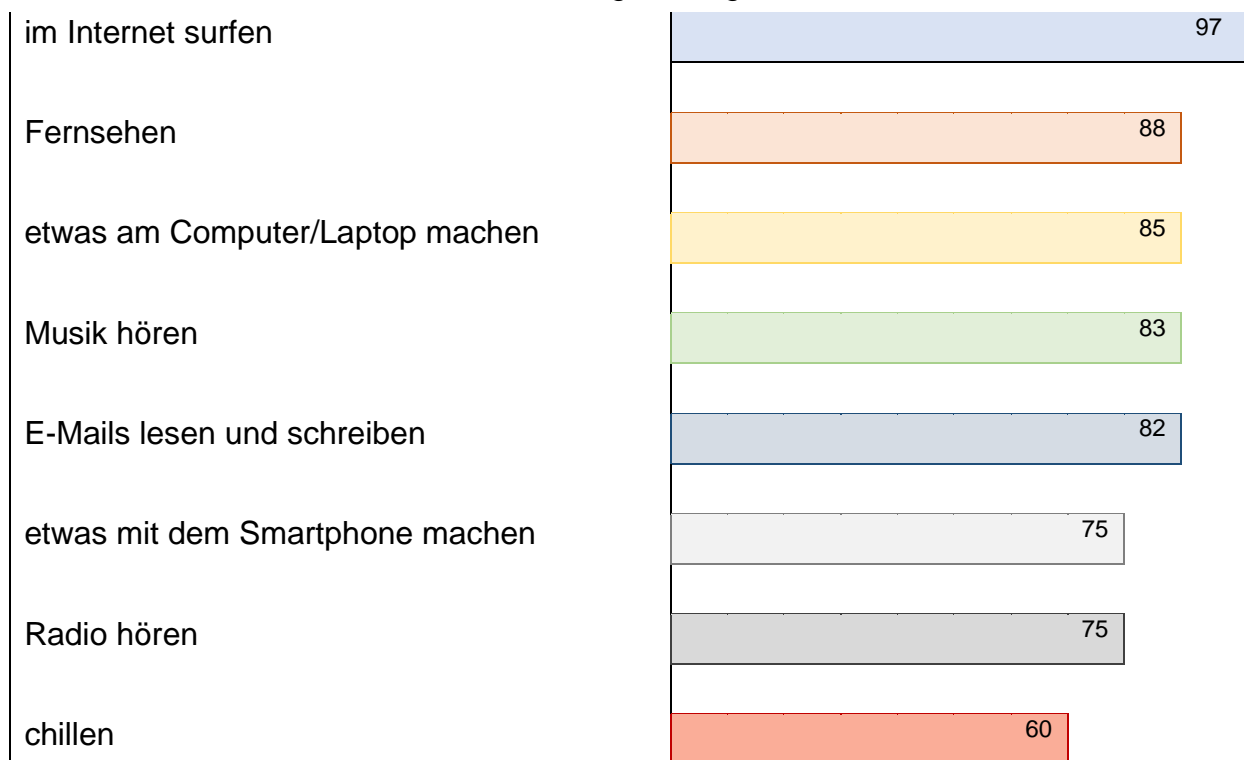 im Internet surfen 97
Fernsehen 88
etwas am Computer/Laptop machen 85
Musik hören 83
E-Mails lesen und schreiben 82
etwas mit dem Smartphone machen 75
Radio hören 75
chillen 60